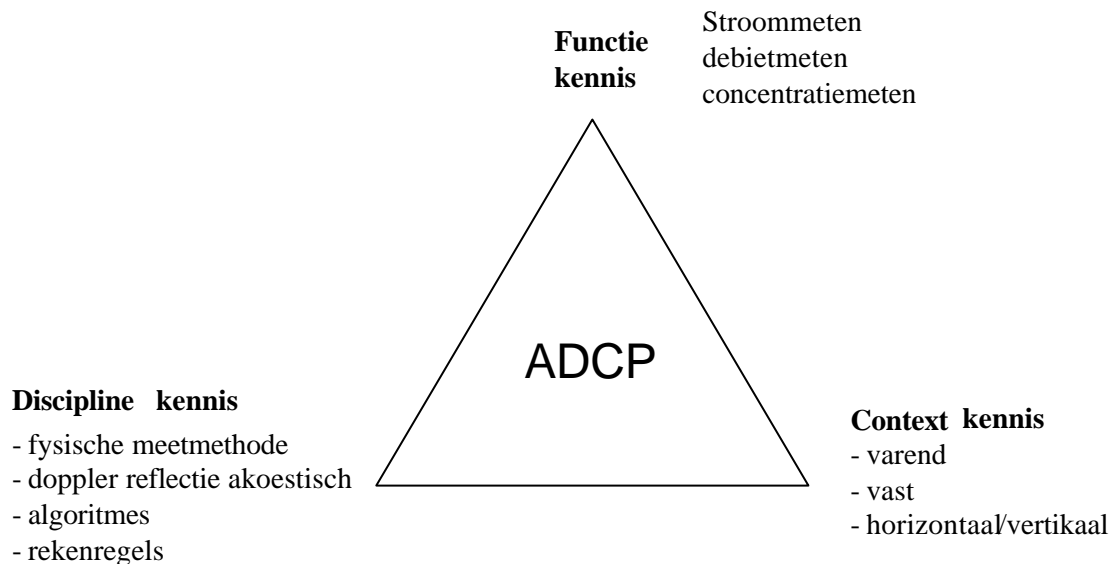 Functie
kennis
Stroommeten
debietmeten
concentratiemeten
ADCP
Discipline kennis
- fysische meetmethode
- doppler reflectie akoestisch
- algoritmes
- rekenregels
Context kennis
- varend
- vast
- horizontaal/vertikaal